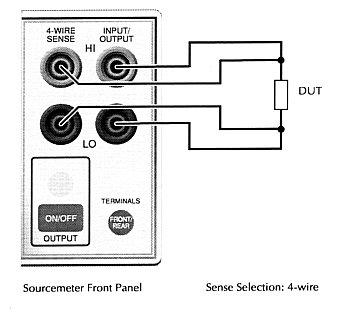 4-WIRE SENSE
INPUT/ OUTPUT
HI
DUT
LO
ON/OFF
OUTPUT
TERMINALS
FRONT/ REAR
Sourcemeter Front Panel
Sense Selection: 4-wire